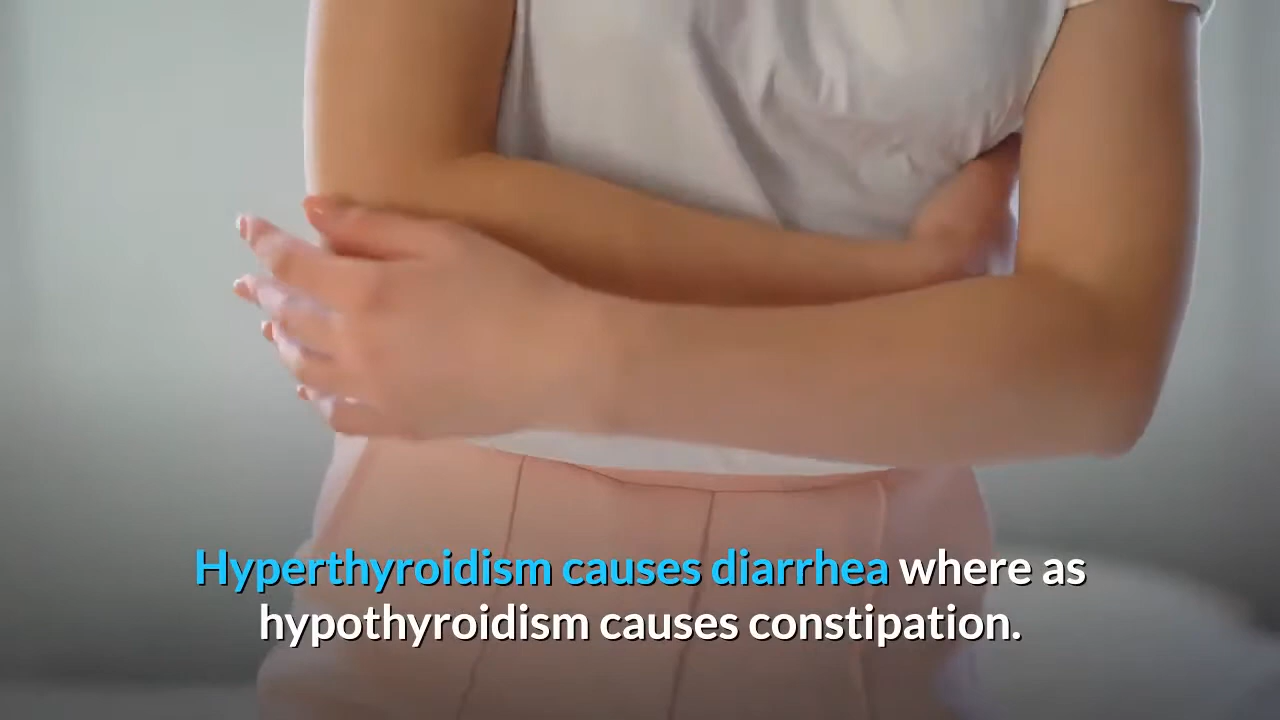 Hyperthyroidism causes diarrhea where as
hypothyroidism causes constipation.